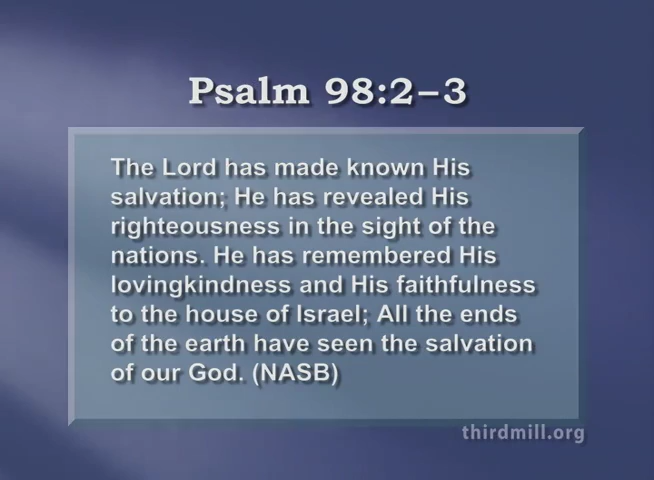 Psalm 98:2–3
The Lord has made known His
salvation; He has revealed His
righteousness in the sight of the
nations. He has remembered His
lovingkindness and His faithfulness
to the house of Israel; All the ends
of the earth have seen the salvation
of our God. (NASB)
thirdmill.org